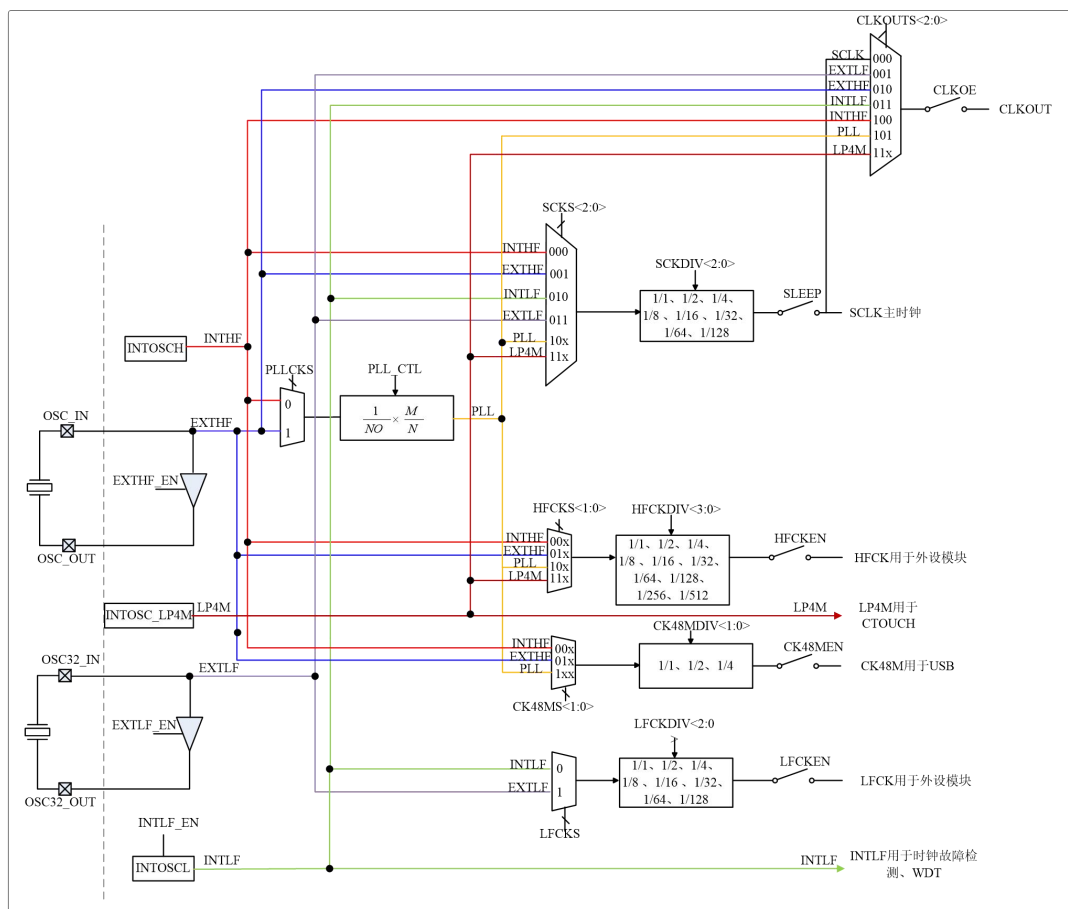 CLKOUTS<2:0>
SCLK
000
EXTLF
001
EXTHF
010
INTLF
011
INTHF
100
PLL
101
LP4M
11x
CLKOE
CLKOUT
SCKS<2:0>
INTHF
000
EXTHF
001
INTLF
010
EXTLF
011
PLL
10x
LP4M
11x
SCKDIV<2:0>
1/1、1/2、1/4、
1/8 、1/16 、1/32、
1/64、1/128
SLEEP
SCLK主时钟
INTOSCH
INTHF
PLLCKS
0
1
PLL_CTL
1/NO × M/N
PLL
OSC_IN
EXTHF
EXTHF_EN
OSC_OUT
HFCKS<1:0>
INTHF
00x
EXTHF
01x
PLL
10x
LP4M
11x
HFCKDIV<3:0>
1/1、1/2、1/4、
1/8 、1/16 、1/32、
1/64、1/128、
1/256、1/512
HFCKEN
HFCK用于外设模块
INTOSC_LP4M
LP4M
LP4M
LP4M用于
CTOUCH
OSC32_IN
EXTLF
EXTLF_EN
OSC32_OUT
INTHF
00x
EXTHF
01x
PLL
1xx
CK48MS<1:0>
CK48MDIV<1:0>
1/1、1/2、1/4
CK48MEN
CK48M用于USB
INTLF
0
EXTLF
1
LFCKS
LFCKDIV<2:0
>
1/1、1/2、1/4、
1/8、1/16 、1/32、
1/64、1/128
LFCKEN
LFCK用于外设模块
INTLF_EN
INTOSCL
INTLF
INTLF
INTLF用于时钟故障检
测、WDT